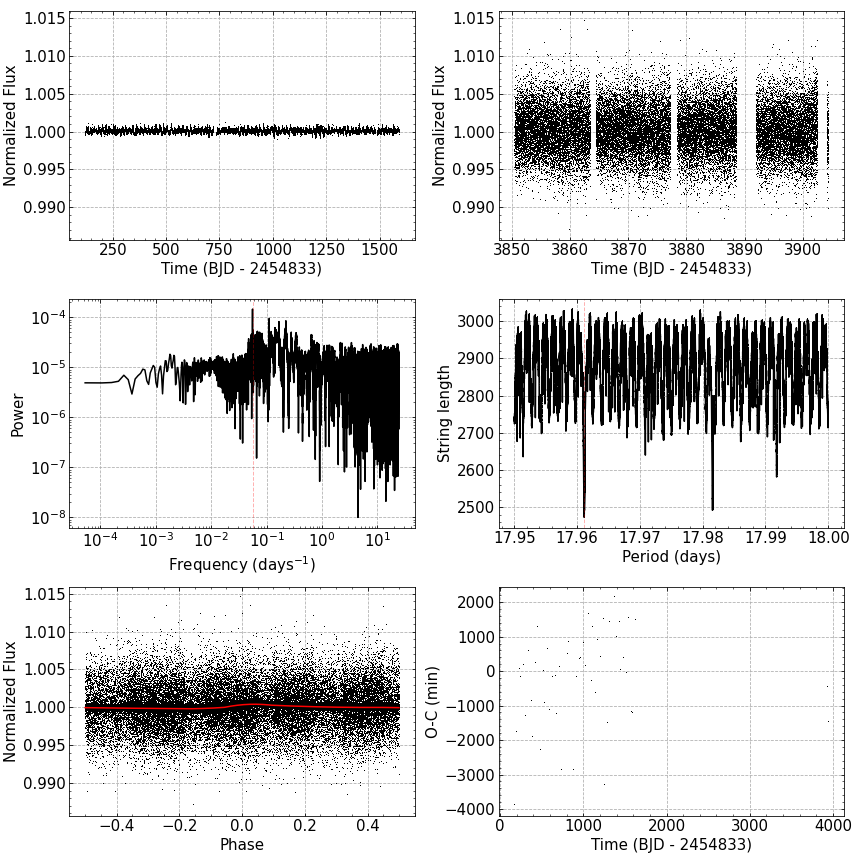 1.015
1.010
1.005
1.000
0.995
0.990
Normalized Flux
250 500 750 1000 1250 1500
Time (BJD - 2454833)
1.015
1.010
1.005
1.000
0.995
0.990
Normalized Flux
3850 3860 3870 3880 3890 3900
Time (BJD - 2454833)
10⁻⁴
10⁻⁵
10⁻⁶
10⁻⁷
10⁻⁸
Power
10⁻⁴ 10⁻³ 10⁻² 10⁻¹ 10⁰ 10¹
Frequency (days⁻¹)
3000
2900
2800
2700
2600
2500
String length
17.95 17.96 17.97 17.98 17.99 18.00
Period (days)
1.015
1.010
1.005
1.000
0.995
0.990
Normalized Flux
−0.4 −0.2 0.0 0.2 0.4
Phase
2000
1000
0
−1000
−2000
−3000
−4000
O-C (min)
0 1000 2000 3000 4000
Time (BJD - 2454833)